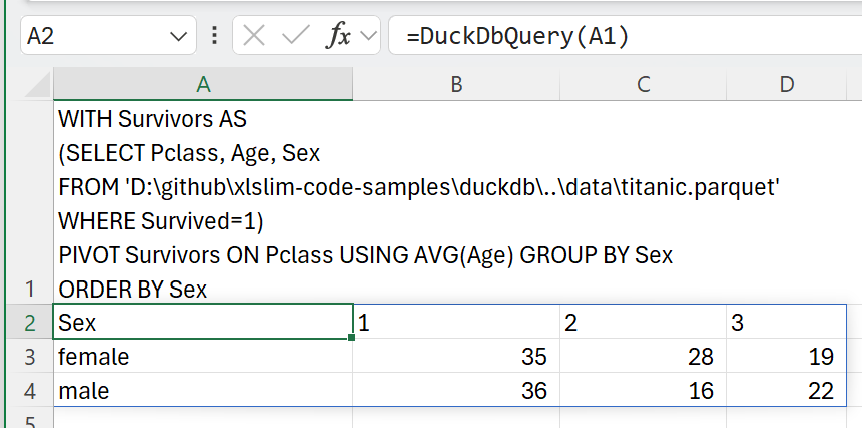 A2 fx =DuckDbQuery(A1)
A B C D
WITH Survivors AS
(SELECT Pclass, Age, Sex
FROM 'D:\github\xlslim-code-samples\duckdb\..\data\titanic.parquet'
WHERE Survived=1)
PIVOT Survivors ON Pclass USING AVG(Age) GROUP BY Sex
1 ORDER BY Sex
2 Sex 1 2 3
3 female 35 28 19
4 male 36 16 22
5